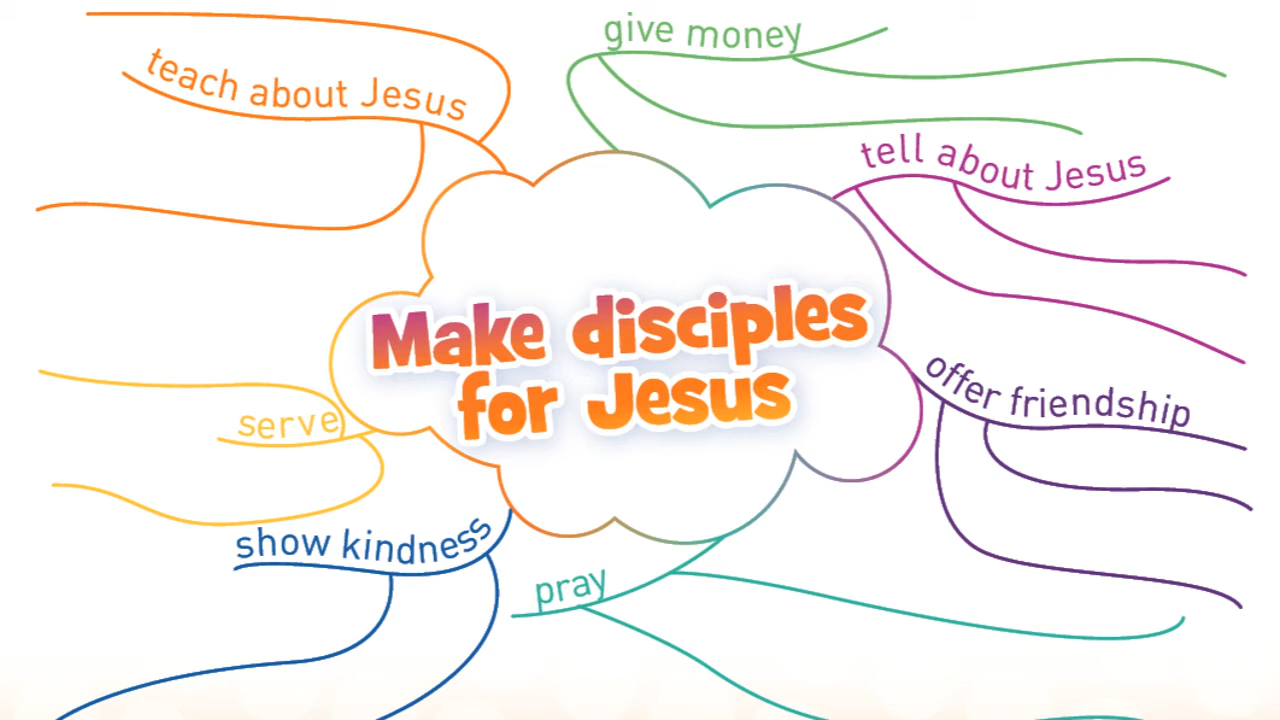 give money
teach about Jesus
tell about Jesus
Make disciples
for Jesus
offer friendship
serve
show kindness
pray